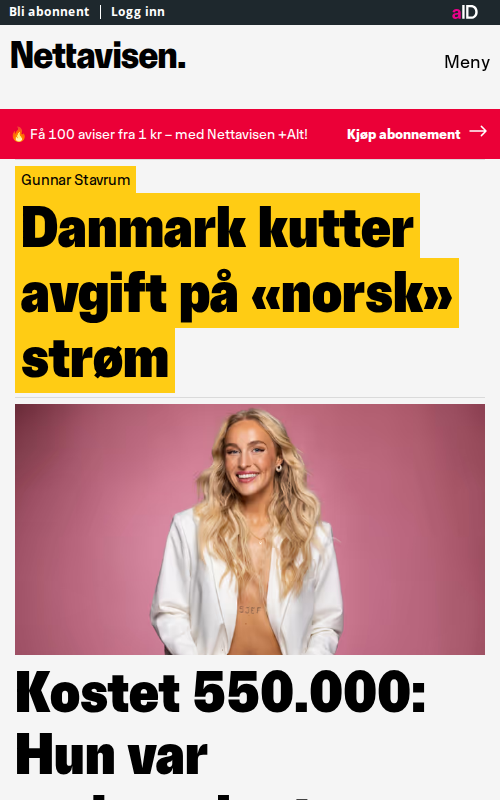 Bli abonnent | Logg inn
aID
Nettavisen.
Meny
🔥 Få 100 aviser fra 1 kr – med Nettavisen +Alt!
Kjøp abonnement →
Gunnar Stavrum
Danmark kutter
avgift på «norsk»
strøm
Kostet 550.000:
Hun var